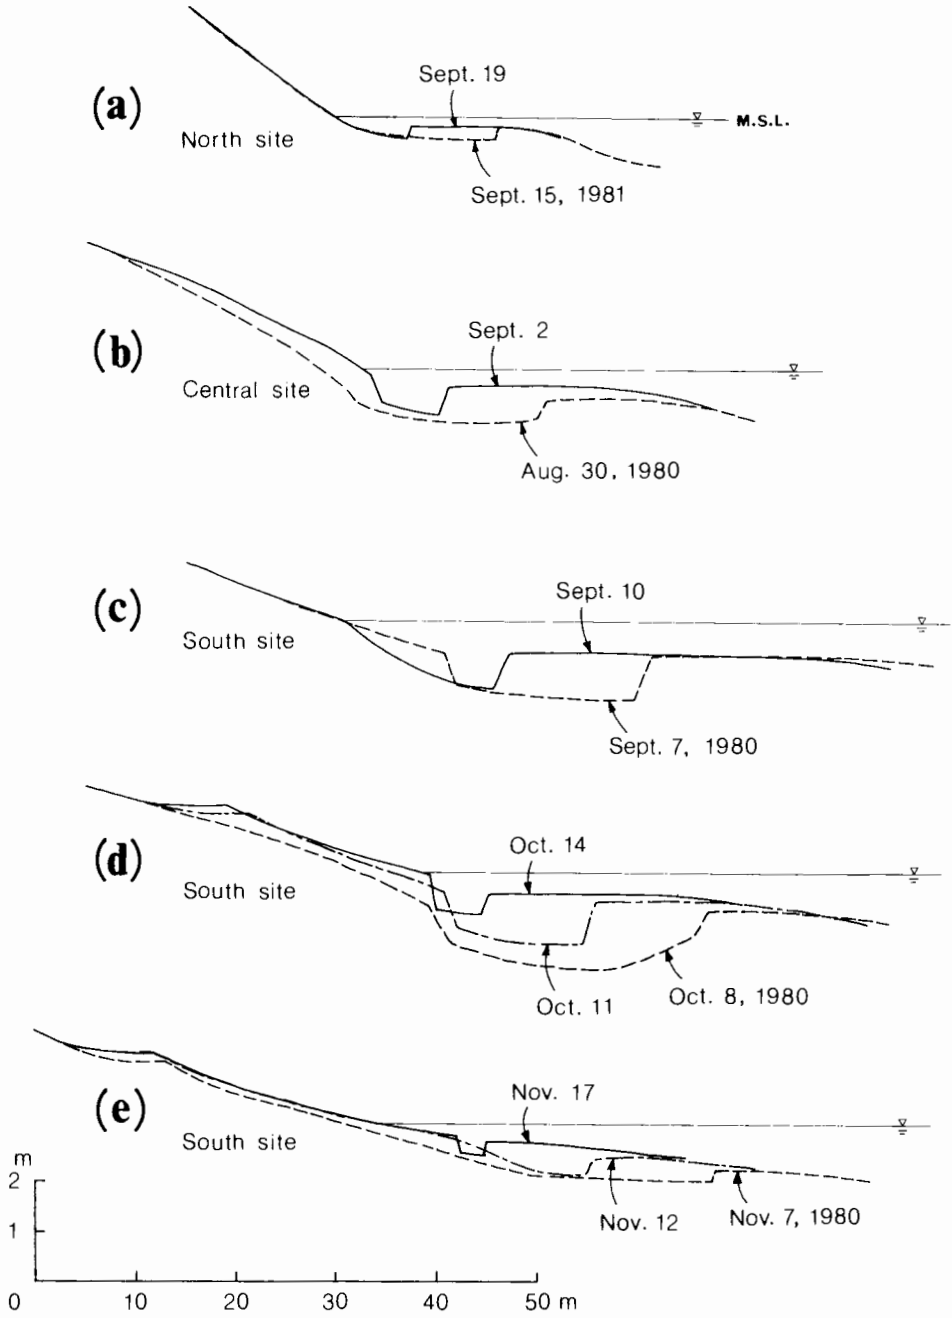 (a)
Sept. 19
M.S.L.
North site
Sept. 15, 1981
(b)
Sept. 2
Central site
Aug. 30, 1980
(c)
Sept. 10
South site
Sept. 7, 1980
(d)
Oct. 14
South site
Oct. 8, 1980
Oct. 11
(e)
Nov. 17
South site
m
2
Nov. 7, 1980
Nov. 12
1
0 10 20 30 40 50 m